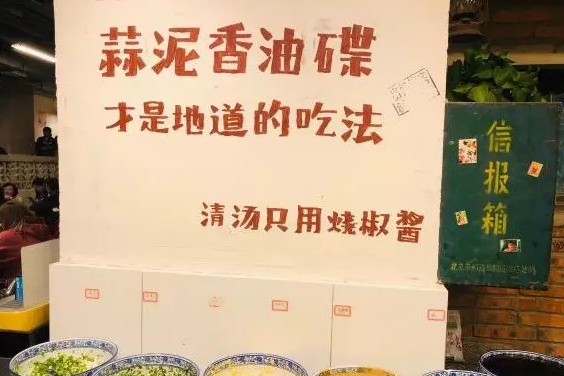 蒜泥香油碟
才是地道的吃法
清汤只用烧椒酱
信报箱